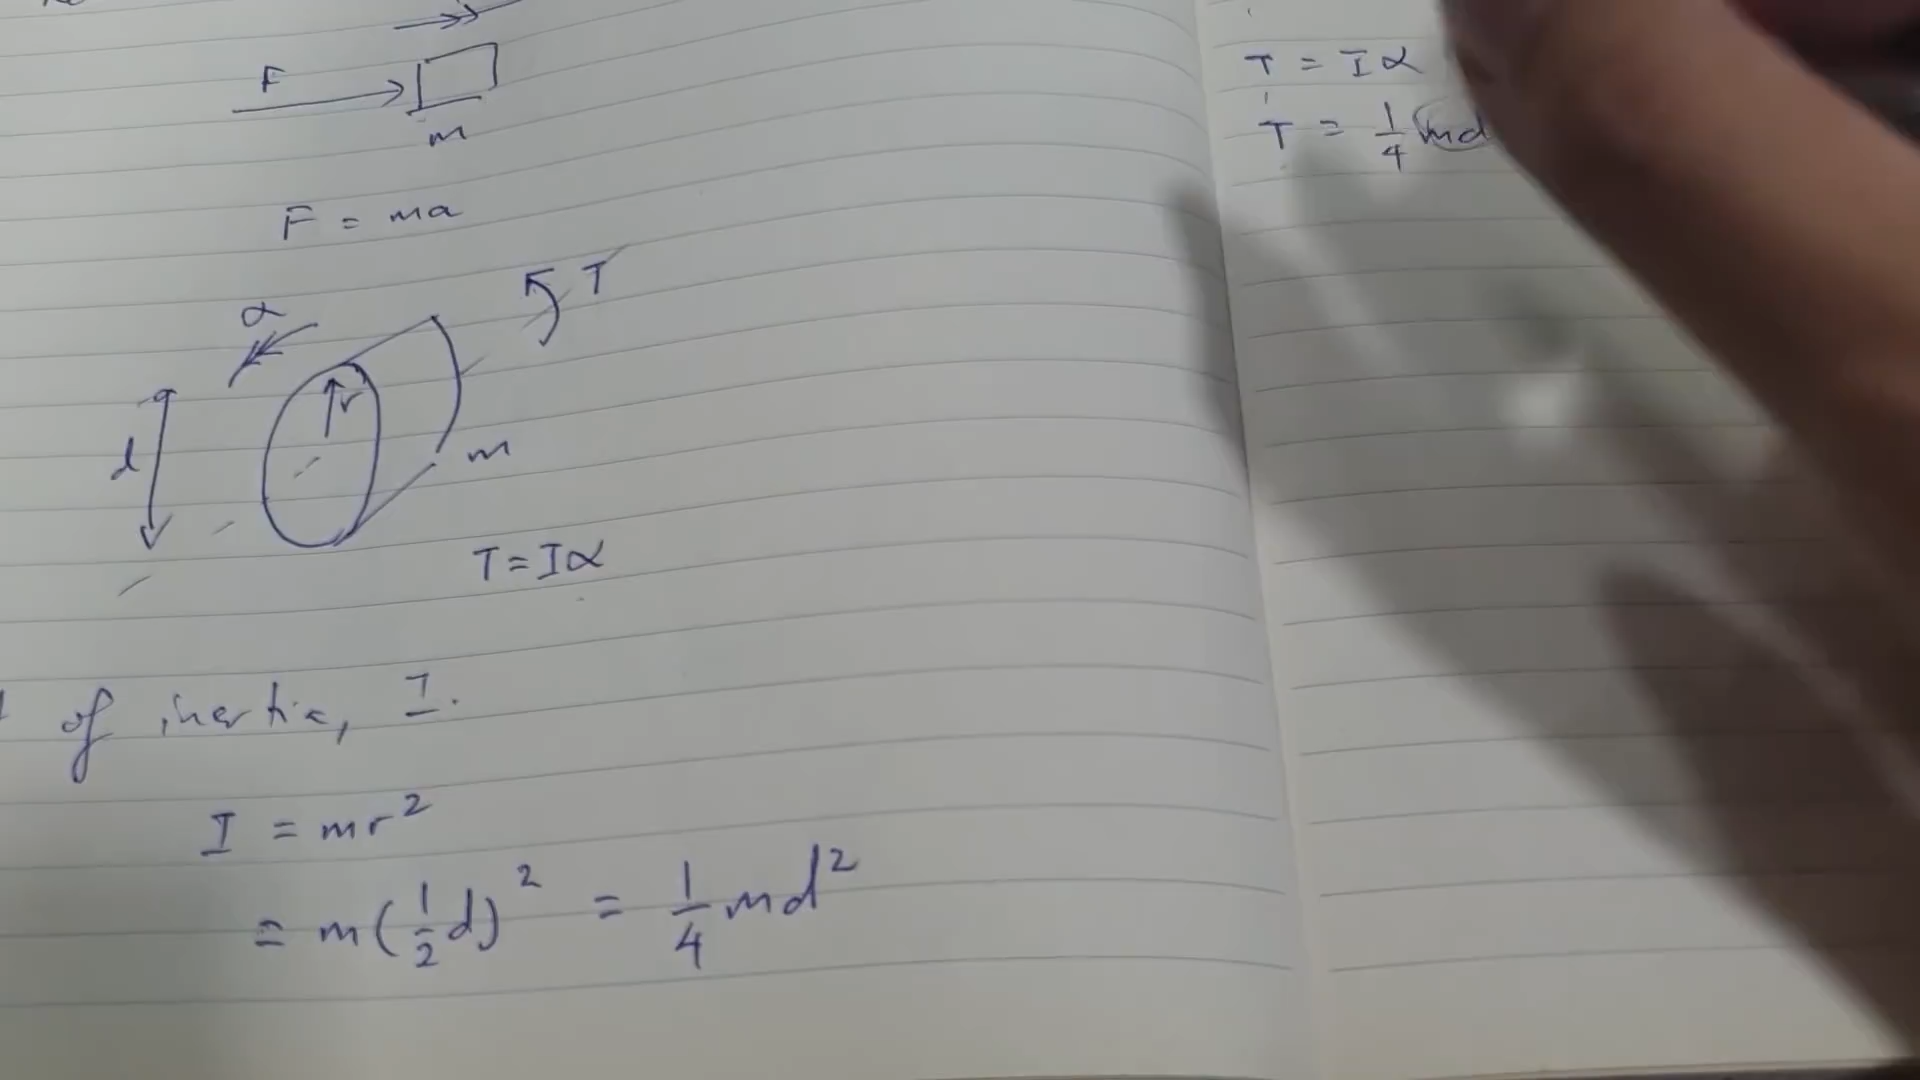 F
m
F = ma
α
T
r
d
m
T = Iα
of inertia, I.
I = mr²
= m(½d)² = ¼md²
T = Iα
T = ¼md